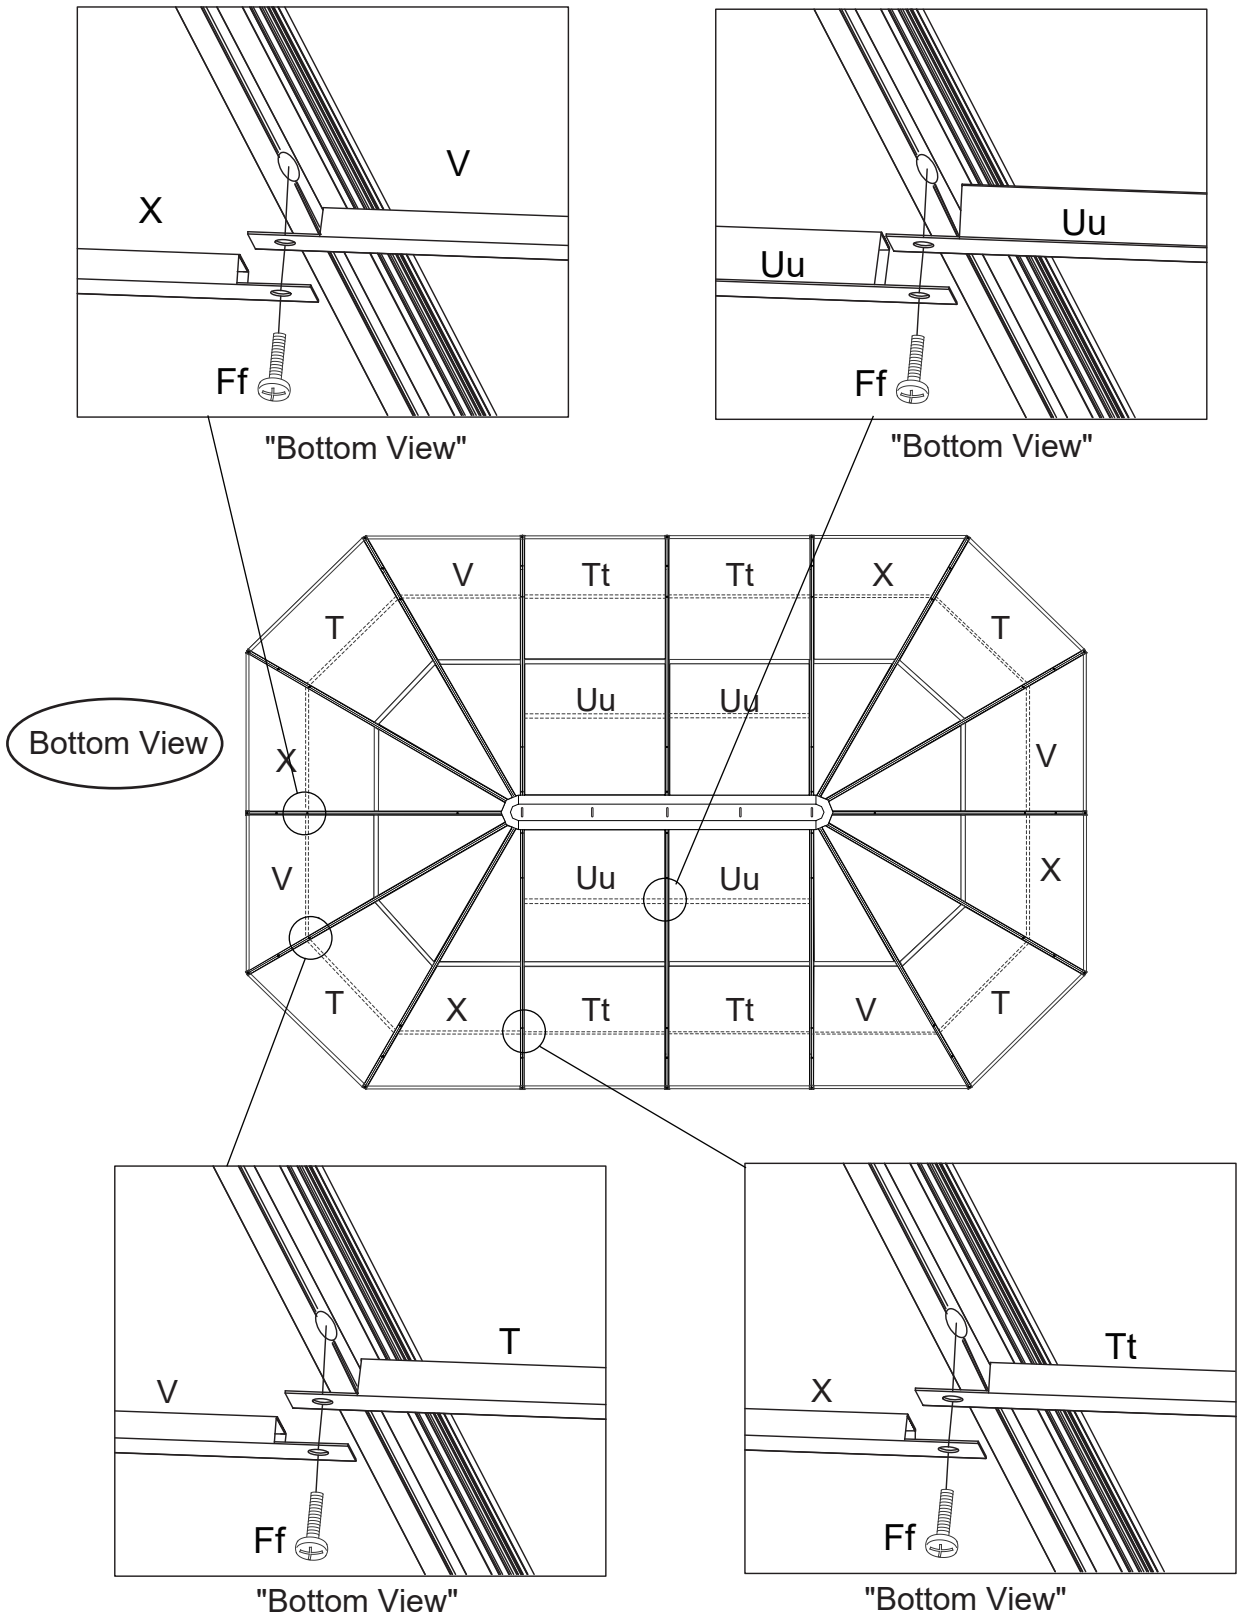 V
X
Ff
"Bottom View"
Uu
Uu
Ff
"Bottom View"
V Tt Tt X
T T
Uu Uu
Bottom View
X V
V Uu Uu X
T X Tt Tt V T
T
V
Ff
"Bottom View"
Tt
X
Ff
"Bottom View"